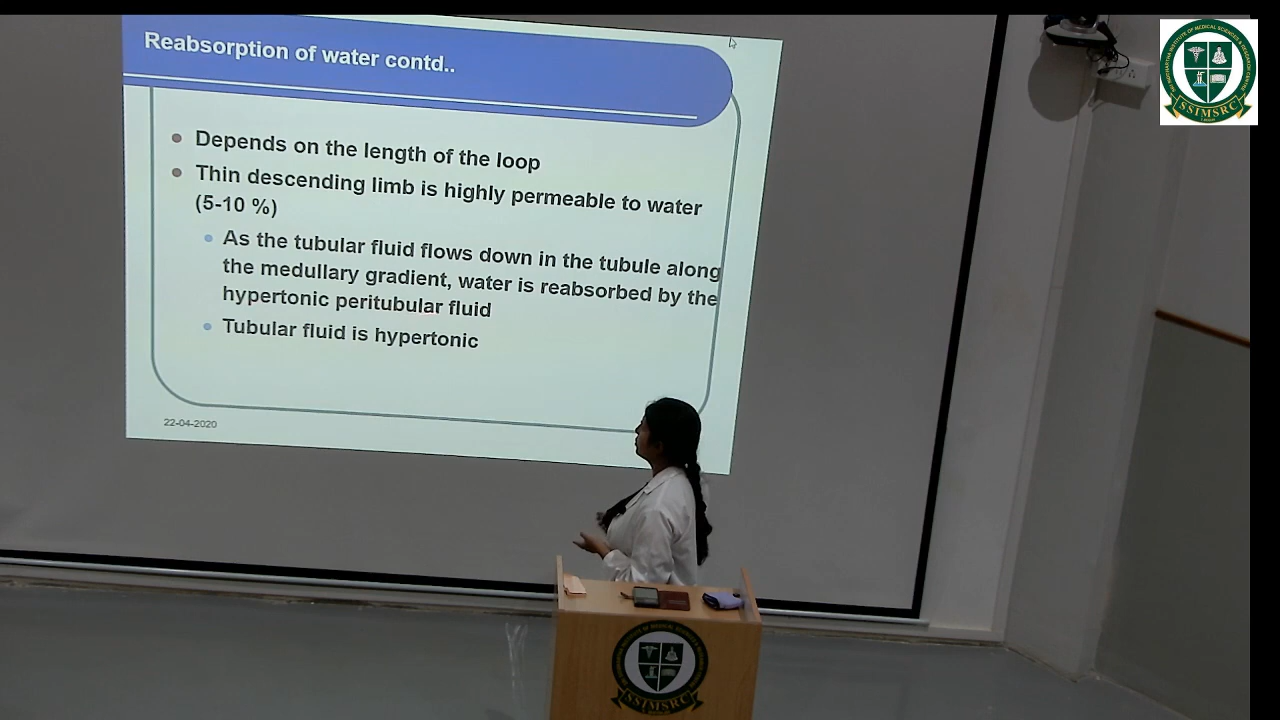 Reabsorption of water contd..
Depends on the length of the loop
Thin descending limb is highly permeable to water
(5-10 %)
As the tubular fluid flows down in the tubule along
the medullary gradient, water is reabsorbed by the
hypertonic peritubular fluid
Tubular fluid is hypertonic
22-04-2020
SSIMSRC
SSIMSRC